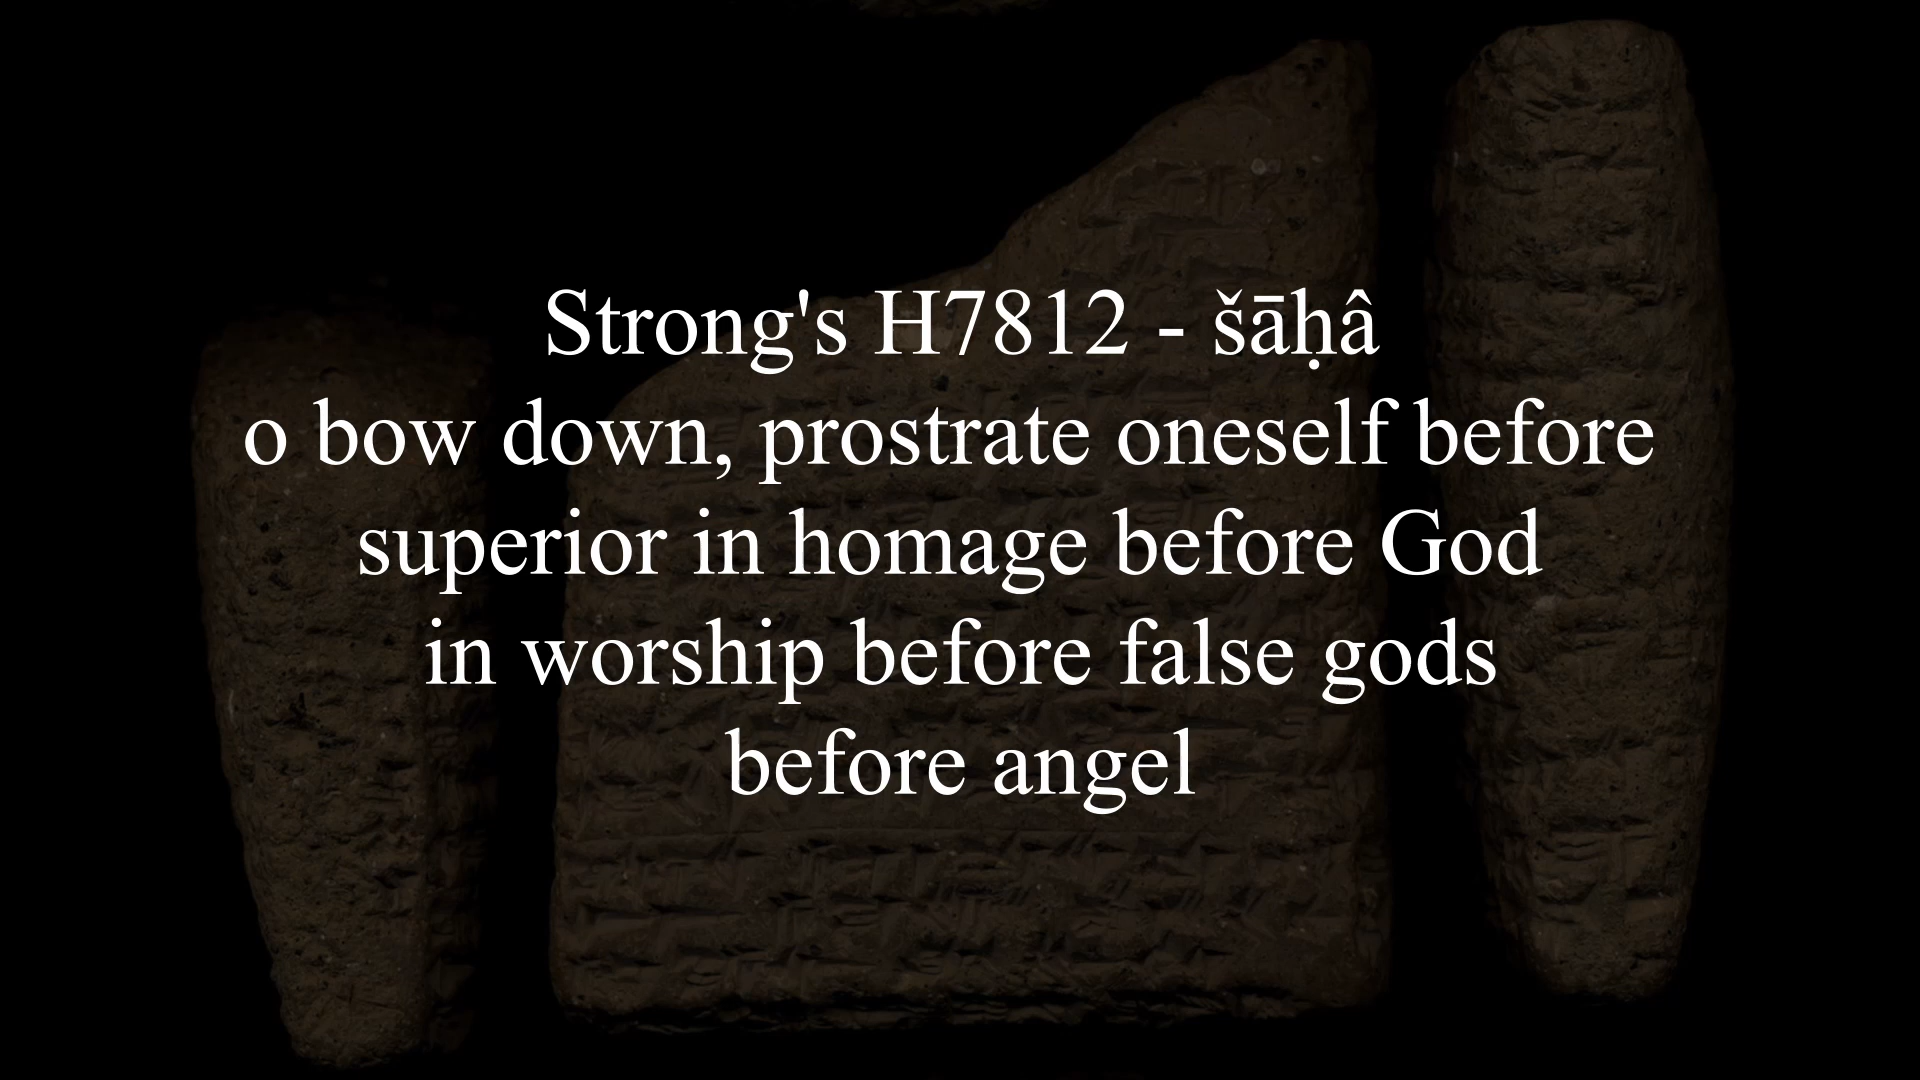 Strong's H7812 - šāḥâ
o bow down, prostrate oneself before
superior in homage before God
in worship before false gods
before angel